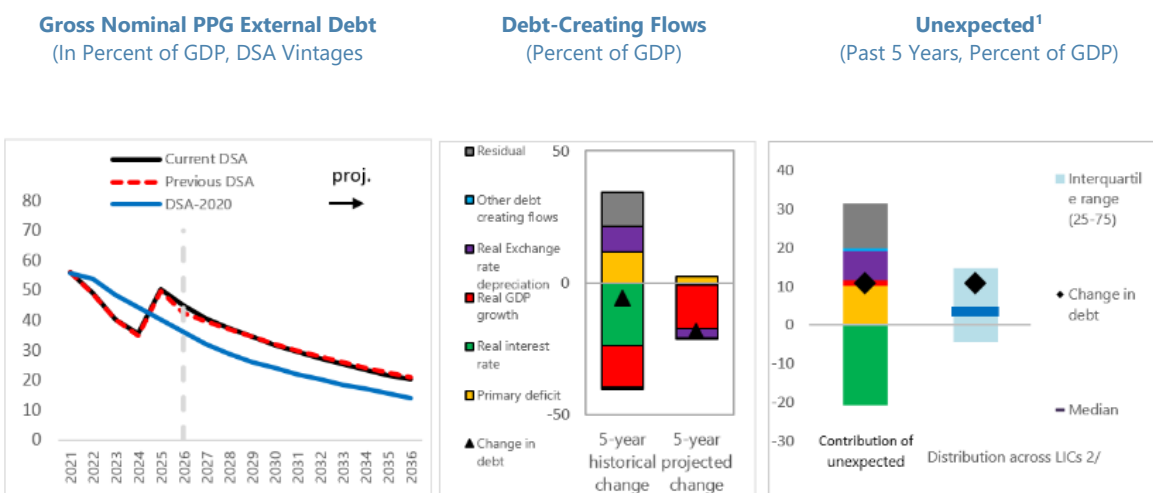 Gross Nominal PPG External Debt
(In Percent of GDP, DSA Vintages
Current DSA
Previous DSA
DSA-2020
proj.
80
70
60
50
40
30
20
10
0
2021
2022
2023
2024
2025
2026
2027
2028
2029
2030
2031
2032
2033
2034
2035
2036
Debt-Creating Flows
(Percent of GDP)
Residual
Other debt
creating flows
Real Exchange
rate
depreciation
Real GDP
growth
Real interest
rate
Primary deficit
Change in
debt
50
0
-50
5-year
historical
change
5-year
projected
change
Unexpected¹
(Past 5 Years, Percent of GDP)
40
30
20
10
0
-10
-20
-30
Contribution of
unexpected
Distribution across LICs 2/
Interquartil
e range
(25-75)
Change in
debt
Median